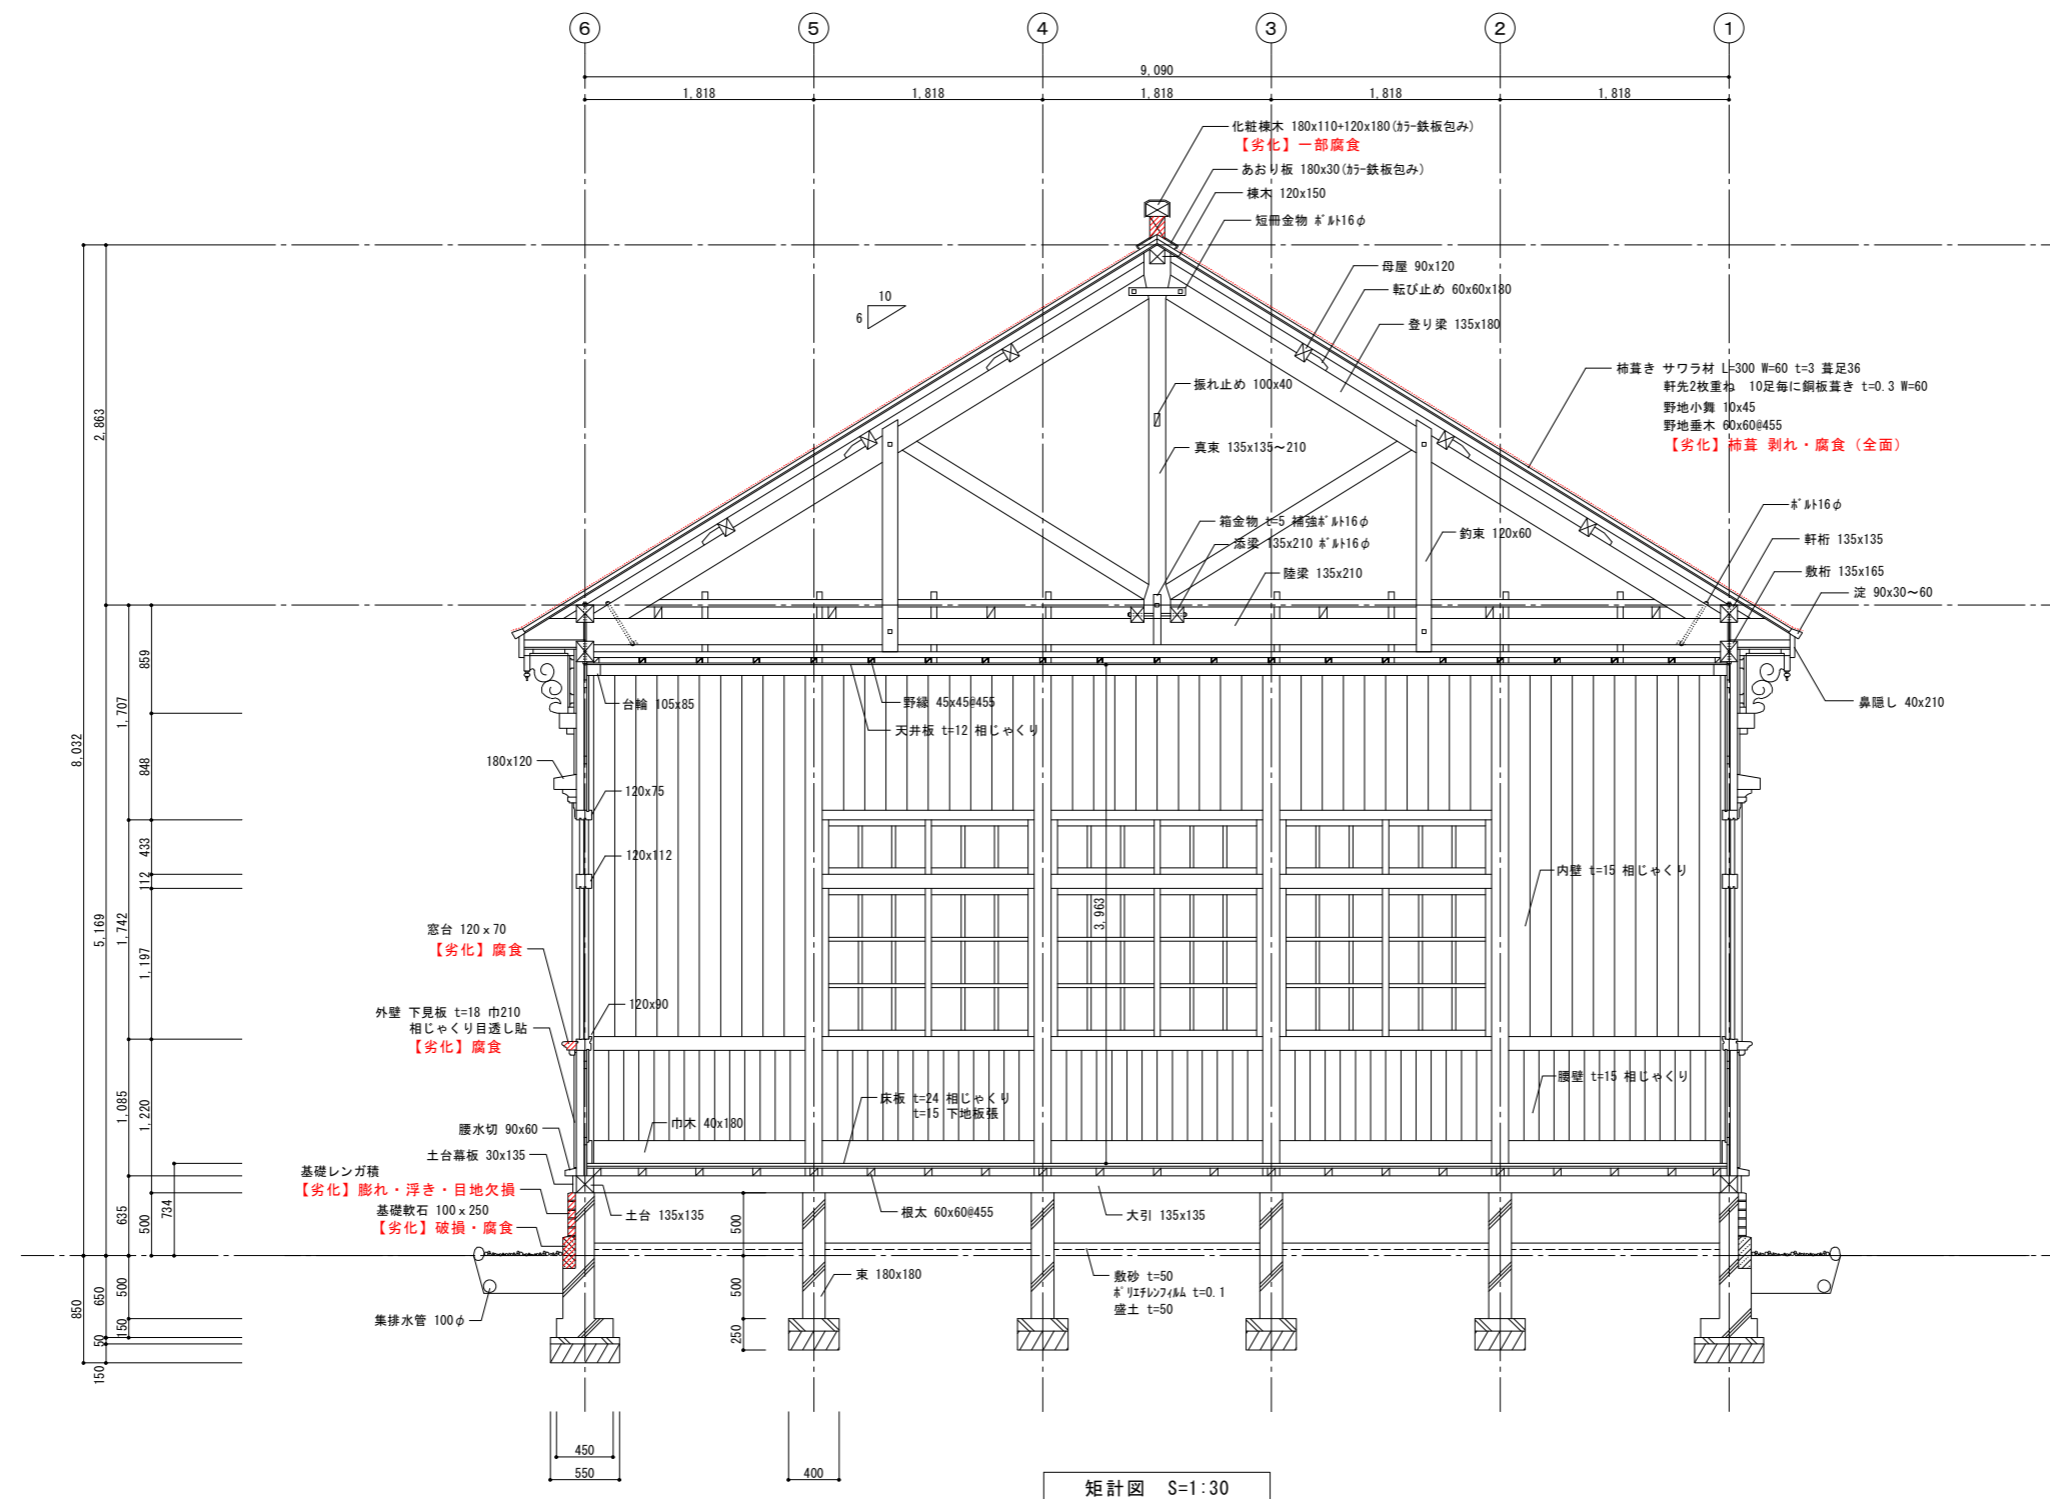 6
5
4
3
2
1
9,090
1,818
1,818
1,818
1,818
1,818
化粧棟木 180x110+120x180(ｶﾗｰ鉄板包み)
【劣化】一部腐食
あおり板 180x30(ｶﾗｰ鉄板包み)
棟木 120x150
短冊金物 ﾎﾞﾙﾄ16φ
母屋 90x120
転び止め 60x60x180
登り梁 135x180
10
6
振れ止め 100x40
真束 135x135～210
柿葺き サワラ材 L=300 W=60 t=3 葺足36
軒先2枚重ね 10足毎に銅板葺き t=0.3 W=60
野地小舞 10x45
野地垂木 60x60@455
【劣化】柿葺 剥れ・腐食（全面）
箱金物 t=5 補強ﾎﾞﾙﾄ16φ
添梁 135x210 ﾎﾞﾙﾄ16φ
陸梁 135x210
釣束 120x60
ﾎﾞﾙﾄ16φ
軒桁 135x135
敷桁 135x165
淀 90x30～60
鼻隠し 40x210
台輪 105x85
野縁 45x45@455
天井板 t=12 相じゃくり
180x120
120x75
120x112
内壁 t=15 相じゃくり
3,963
窓台 120ｘ70
【劣化】腐食
120x90
外壁 下見板 t=18 巾210
相じゃくり目透し貼
【劣化】腐食
腰壁 t=15 相じゃくり
床板 t=24 相じゃくり
t=15 下地板張
巾木 40x180
腰水切 90x60
土台幕板 30x135
基礎レンガ積
【劣化】膨れ・浮き・目地欠損
基礎軟石 100ｘ250
【劣化】破損・腐食
土台 135x135
根太 60x60@455
大引 135x135
束 180x180
敷砂 t=50
ﾎﾟﾘｴﾁﾚﾝﾌｨﾙﾑ t=0.1
盛土 t=50
集排水管 100φ
2,863
8,032
5,169
1,707
1,742
1,085
635
859
848
433
112
1,197
1,220
500
734
850
650
500
150
50
150
500
500
250
450
550
400
矩計図 S=1:30